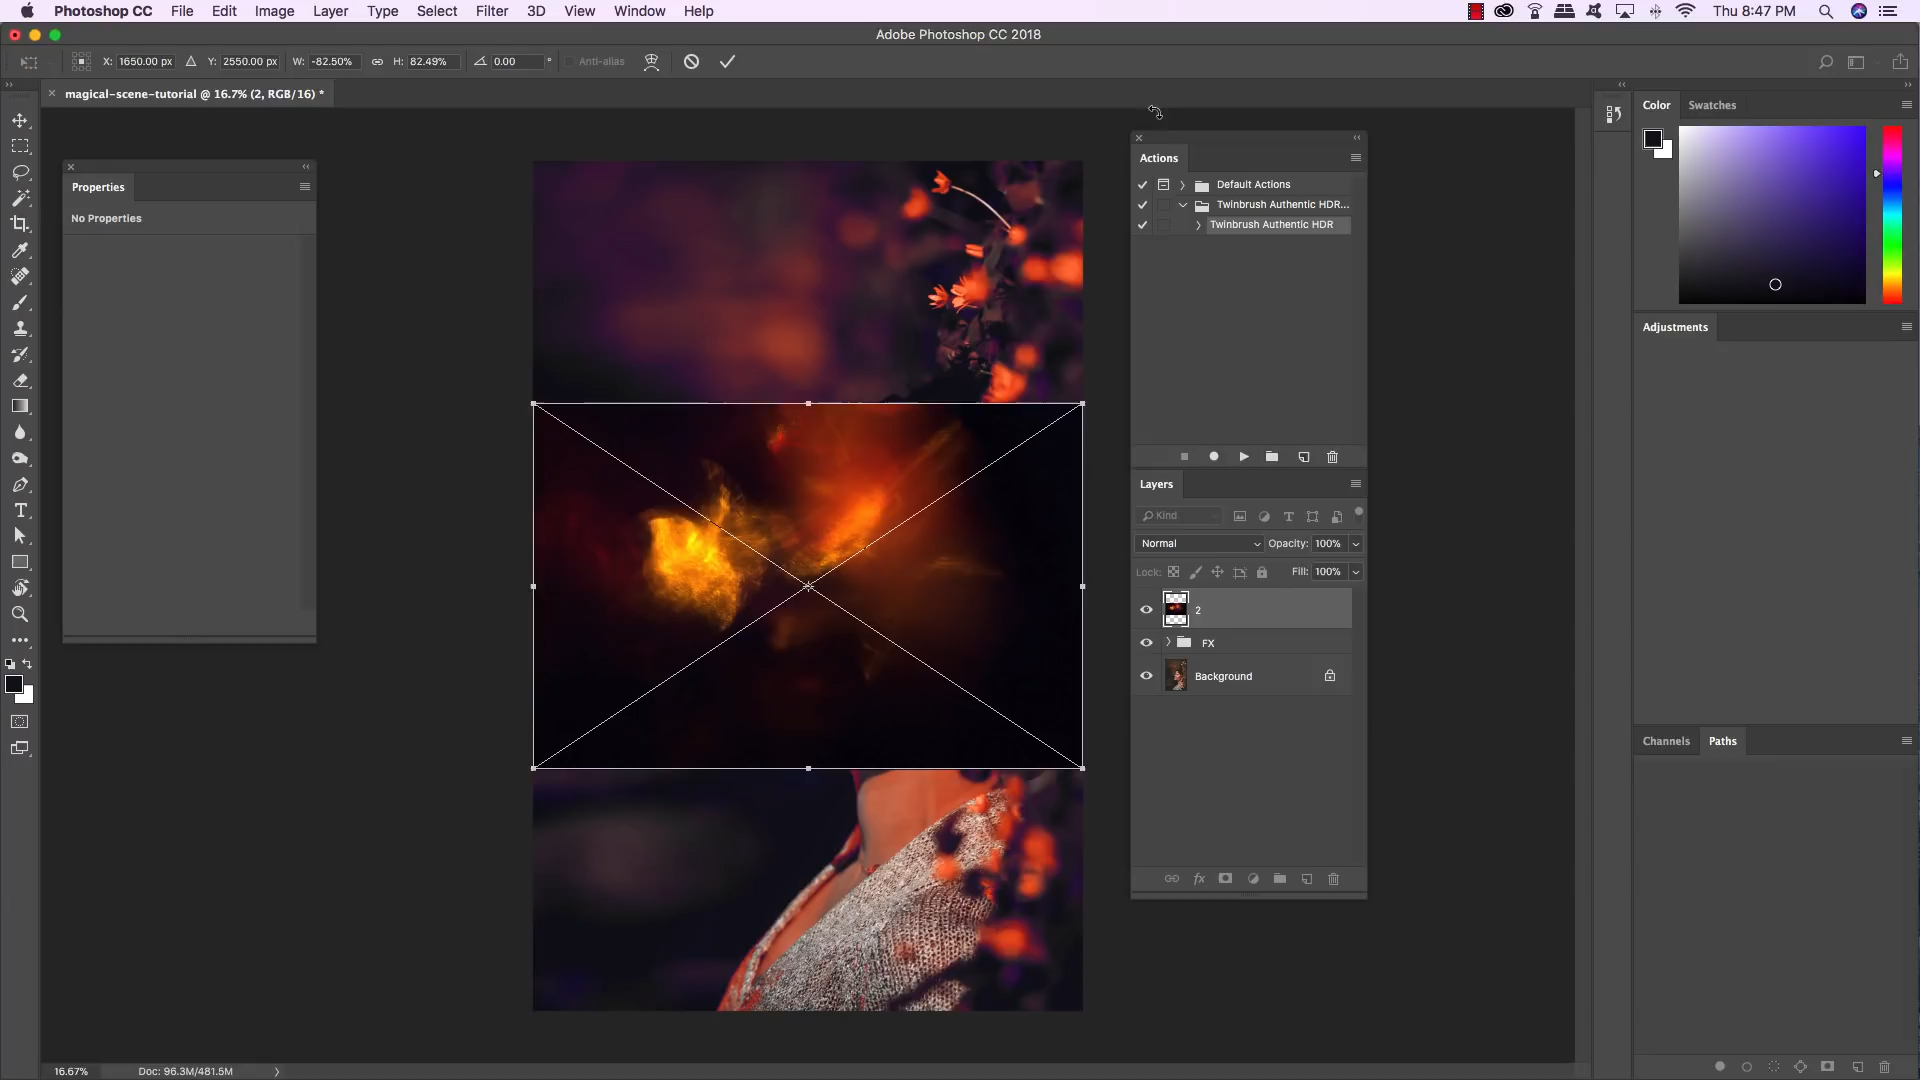 Photoshop CC File Edit Image Layer Type Select Filter 3D View Window Help Thu 8:47 PM
Adobe Photoshop CC 2018
X: 1650.00 px Y: 2550.00 px W: -82.50% H: 82.49% 0.00 ° Anti-alias
magical-scene-tutorial @ 16.7% (2, RGB/16) *
Properties
No Properties
Actions
Default Actions
Twinbrush Authentic HDR...
Twinbrush Authentic HDR
Layers
Kind
Normal Opacity: 100%
Lock: Fill: 100%
2
FX
Background
Color Swatches
Adjustments
Channels Paths
16.67% Doc: 96.3M/481.5M